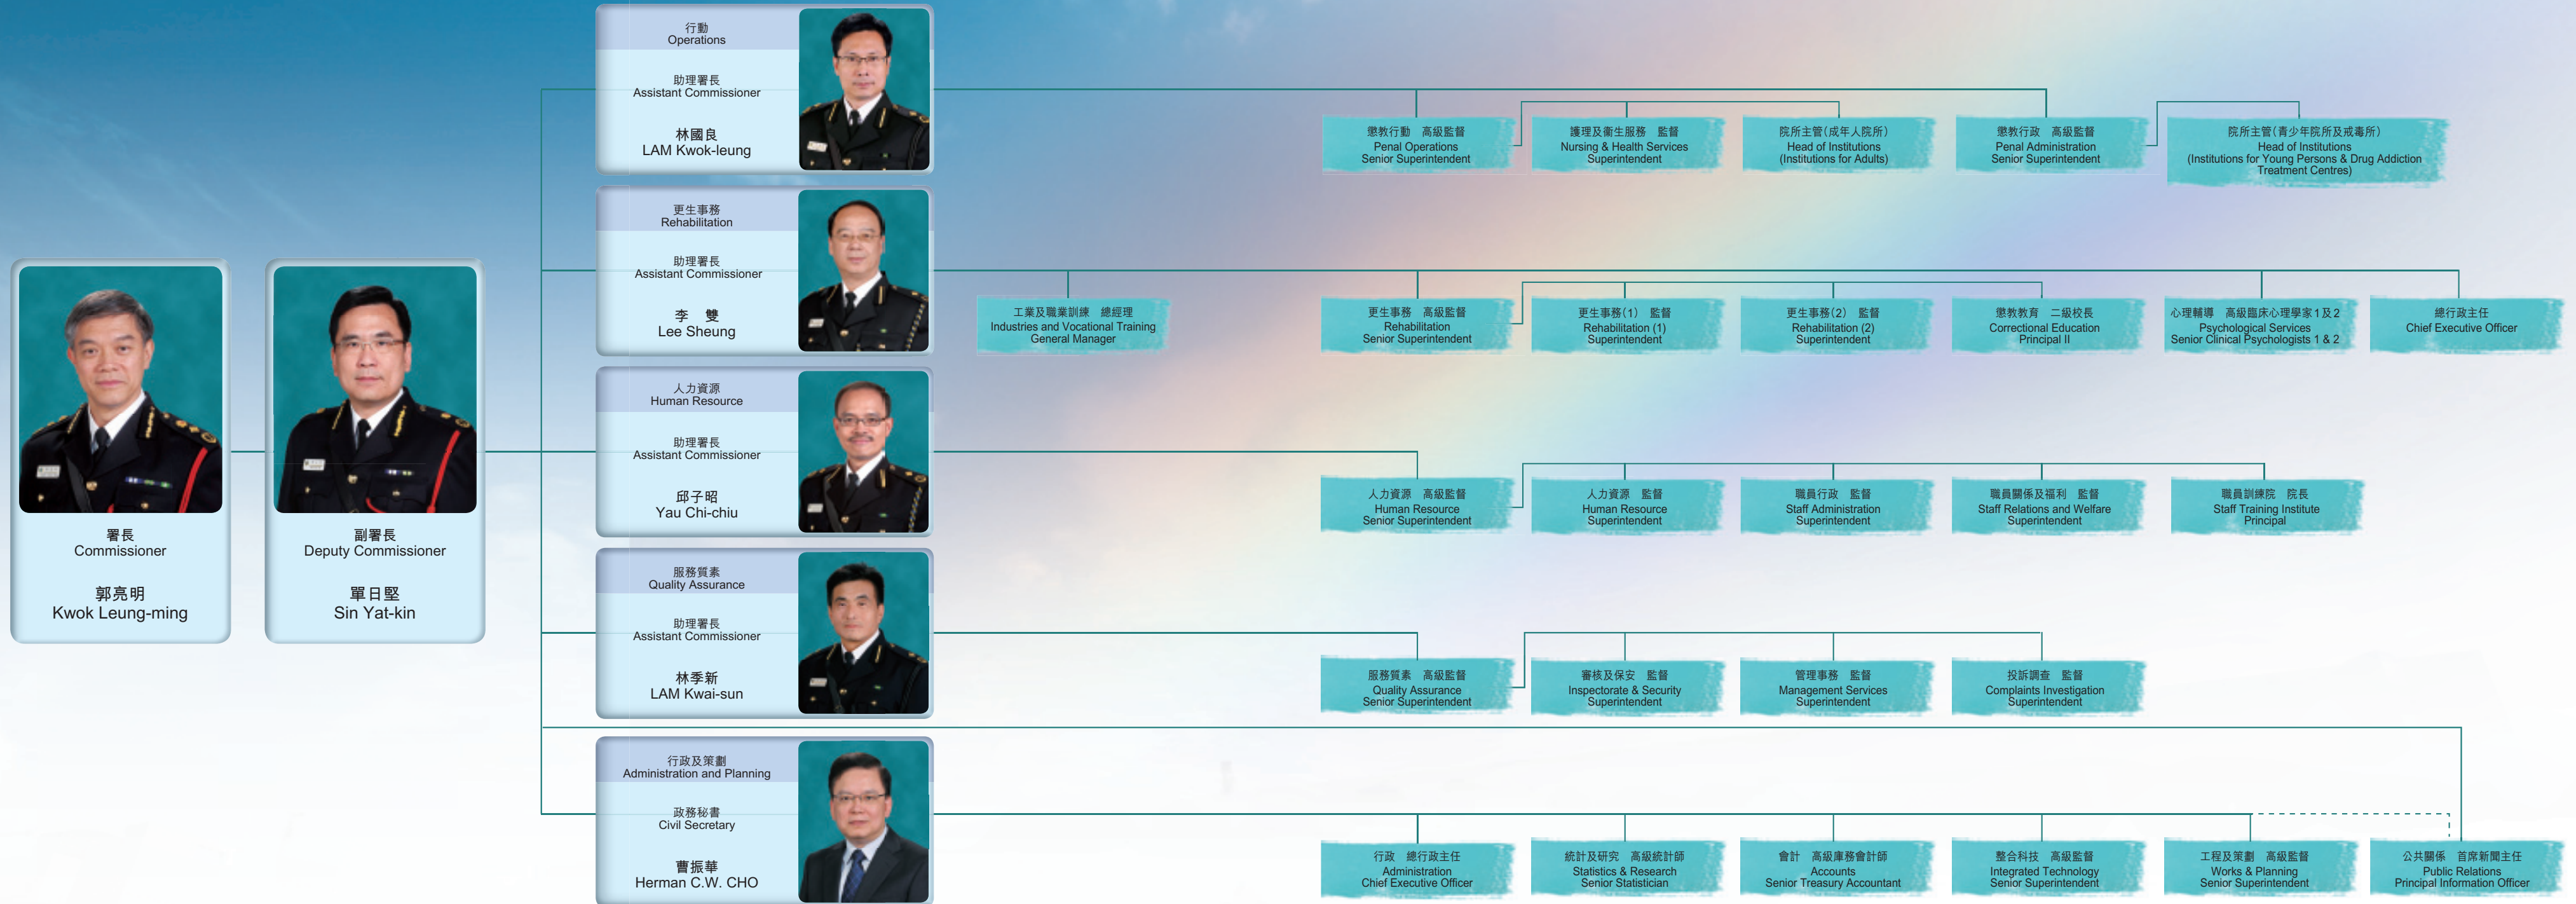 署長
Commissioner
郭亮明
Kwok Leung-ming
副署長
Deputy Commissioner
單日堅
Sin Yat-kin
行動
Operations
助理署長
Assistant Commissioner
林國良
LAM Kwok-leung
懲教行動　高級監督
Penal Operations
Senior Superintendent
護理及衞生服務　監督
Nursing & Health Services
Superintendent
院所主管(成年人院所)
Head of Institutions
(Institutions for Adults)
懲教行政　高級監督
Penal Administration
Senior Superintendent
院所主管(青少年院所及戒毒所)
Head of Institutions
(Institutions for Young Persons & Drug Addiction
Treatment Centres)
更生事務
Rehabilitation
助理署長
Assistant Commissioner
李　雙
Lee Sheung
工業及職業訓練　總經理
Industries and Vocational Training
General Manager
更生事務　高級監督
Rehabilitation
Senior Superintendent
更生事務(1)　監督
Rehabilitation (1)
Superintendent
更生事務(2)　監督
Rehabilitation (2)
Superintendent
懲教教育　二級校長
Correctional Education
Principal II
心理輔導　高級臨床心理學家1及2
Psychological Services
Senior Clinical Psychologists 1 & 2
總行政主任
Chief Executive Officer
人力資源
Human Resource
助理署長
Assistant Commissioner
邱子昭
Yau Chi-chiu
人力資源　高級監督
Human Resource
Senior Superintendent
人力資源　監督
Human Resource
Superintendent
職員行政　監督
Staff Administration
Superintendent
職員關係及福利　監督
Staff Relations and Welfare
Superintendent
職員訓練院　院長
Staff Training Institute
Principal
服務質素
Quality Assurance
助理署長
Assistant Commissioner
林季新
LAM Kwai-sun
服務質素　高級監督
Quality Assurance
Senior Superintendent
審核及保安　監督
Inspectorate & Security
Superintendent
管理事務　監督
Management Services
Superintendent
投訴調查　監督
Complaints Investigation
Superintendent
行政及策劃
Administration and Planning
政務秘書
Civil Secretary
曹振華
Herman C.W. CHO
行政　總行政主任
Administration
Chief Executive Officer
統計及研究　高級統計師
Statistics & Research
Senior Statistician
會計　高級庫務會計師
Accounts
Senior Treasury Accountant
整合科技　高級監督
Integrated Technology
Senior Superintendent
工程及策劃　高級監督
Works & Planning
Senior Superintendent
公共關係　首席新聞主任
Public Relations
Principal Information Officer